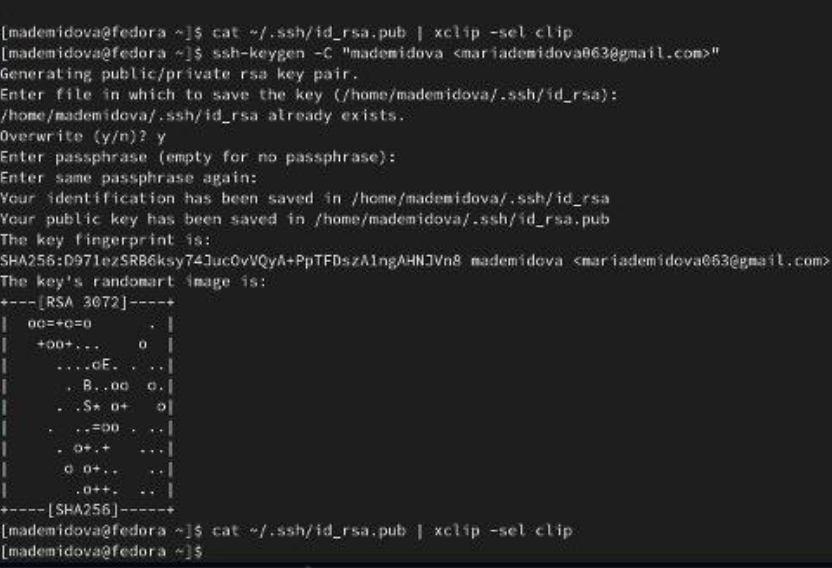 [mademidova@fedora ~]$ cat ~/.ssh/id_rsa.pub | xclip -sel clip
[mademidova@fedora ~]$ ssh-keygen -C "mademidova <mariademidova063@gmail.com>"
Generating public/private rsa key pair.
Enter file in which to save the key (/home/mademidova/.ssh/id_rsa):
/home/mademidova/.ssh/id_rsa already exists.
Overwrite (y/n)? y
Enter passphrase (empty for no passphrase):
Enter same passphrase again:
Your identification has been saved in /home/mademidova/.ssh/id_rsa
Your public key has been saved in /home/mademidova/.ssh/id_rsa.pub
The key fingerprint is:
SHA256:D971ezSRB6ksy74JucOvVQyA+PpTFDszA1ngAHNJVn8 mademidova <mariademidova063@gmail.com>
The key's randomart image is:
+---[RSA 3072]----+
|  oo=+o=o      . |
|   +oo+...    o  |
|     ....oE. . ..|
|      . B..oo  o.|
|     . .S* o+   o|
|    .  ..=oo . ..|
|     . o+.+   ...|
|      o o+..   ..|
|       .o++.  .. |
+----[SHA256]-----+
[mademidova@fedora ~]$ cat ~/.ssh/id_rsa.pub | xclip -sel clip
[mademidova@fedora ~]$